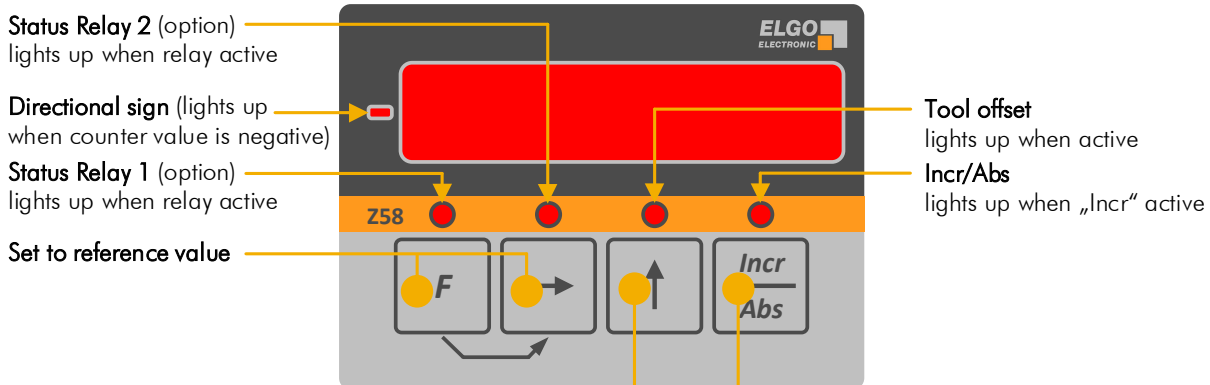 Status Relay 2 (option)
lights up when relay active
Directional sign (lights up
when counter value is negative)
Status Relay 1 (option)
lights up when relay active
Set to reference value
ELGO
ELECTRONIC
Z58
F
Incr
Abs
Tool offset
lights up when active
Incr/Abs
lights up when „Incr“ active